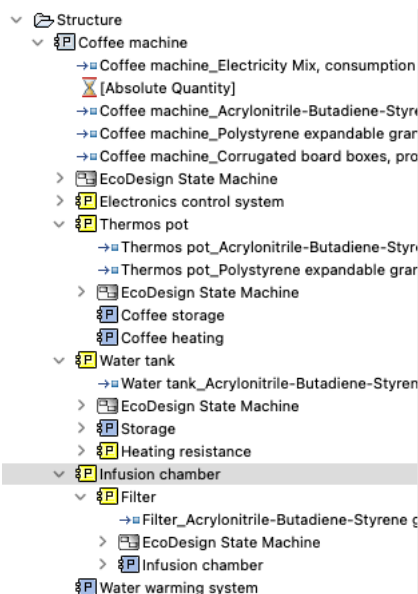 Structure
Coffee machine
Coffee machine_Electricity Mix, consumption
[Absolute Quantity]
Coffee machine_Acrylonitrile-Butadiene-Styre
Coffee machine_Polystyrene expandable gran
Coffee machine_Corrugated board boxes, pro
EcoDesign State Machine
Electronics control system
Thermos pot
Thermos pot_Acrylonitrile-Butadiene-Styr
Thermos pot_Polystyrene expandable gran
EcoDesign State Machine
Coffee storage
Coffee heating
Water tank
Water tank_Acrylonitrile-Butadiene-Styren
EcoDesign State Machine
Storage
Heating resistance
Infusion chamber
Filter
Filter_Acrylonitrile-Butadiene-Styrene g
EcoDesign State Machine
Infusion chamber
Water warming system